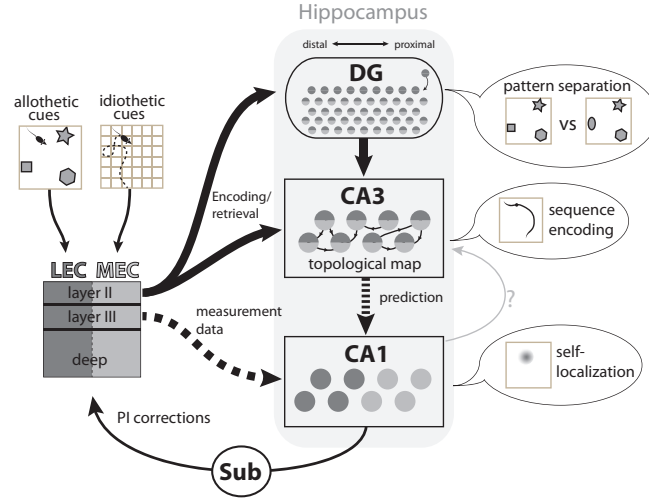 Hippocampus
distal
proximal
DG
allothetic
cues
idiothetic
cues
pattern separation
VS
Encoding/
retrieval
CA3
topological map
sequence
encoding
LEC
MEC
layer II
layer III
deep
measurement
data
prediction
?
CA1
self-
localization
PI corrections
Sub